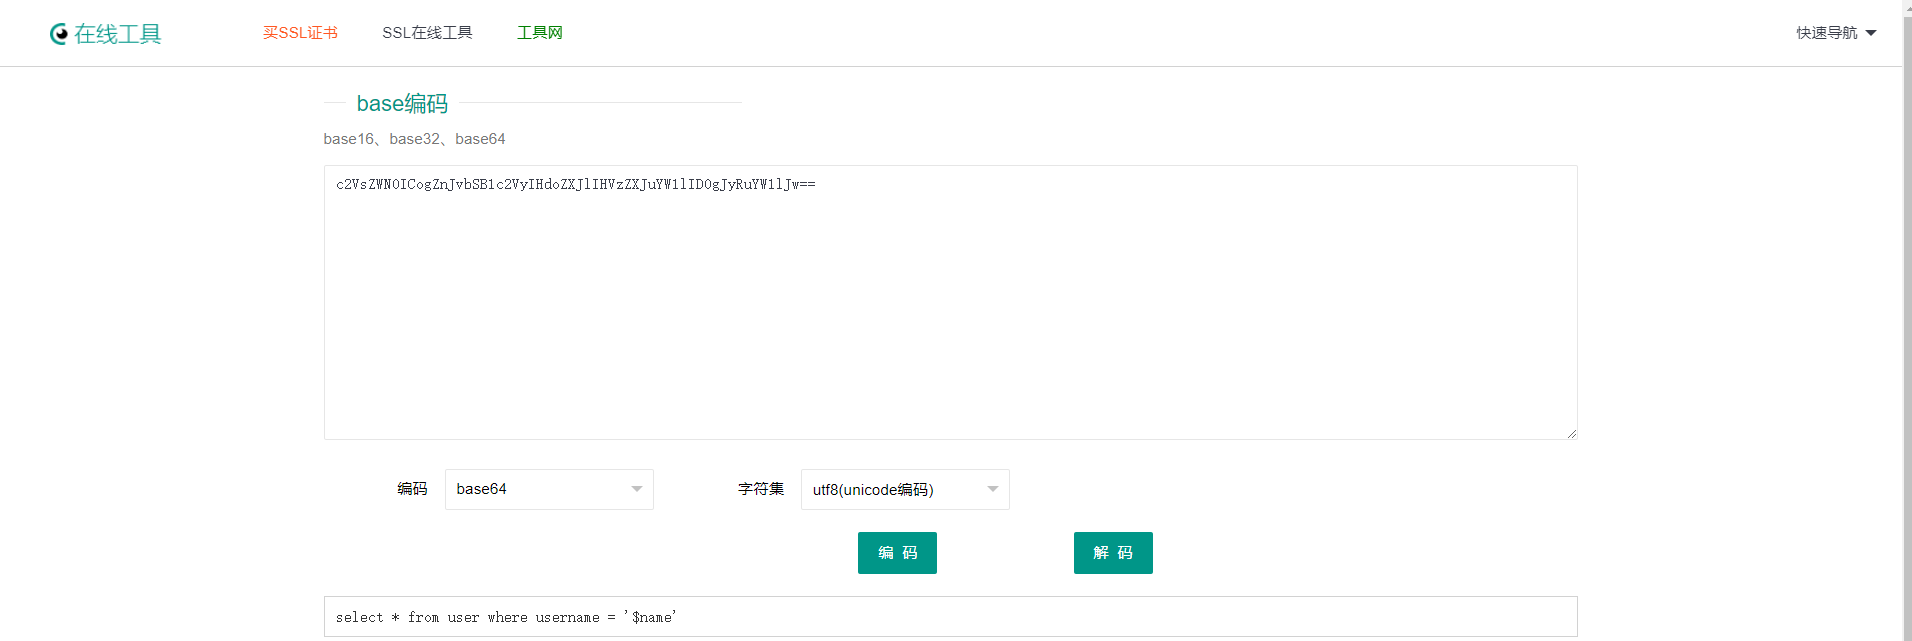 在线工具 买SSL证书 SSL在线工具 工具网 快速导航
base编码
base16、base32、base64
c2VsZWN0ICogZnJvbSB1c2VyIHdoZXJlIHVzZXJuYW1lID0gJyRuYW1lJw==
编码 base64 字符集 utf8(unicode编码)
编 码 解 码
select * from user where username = '$name'